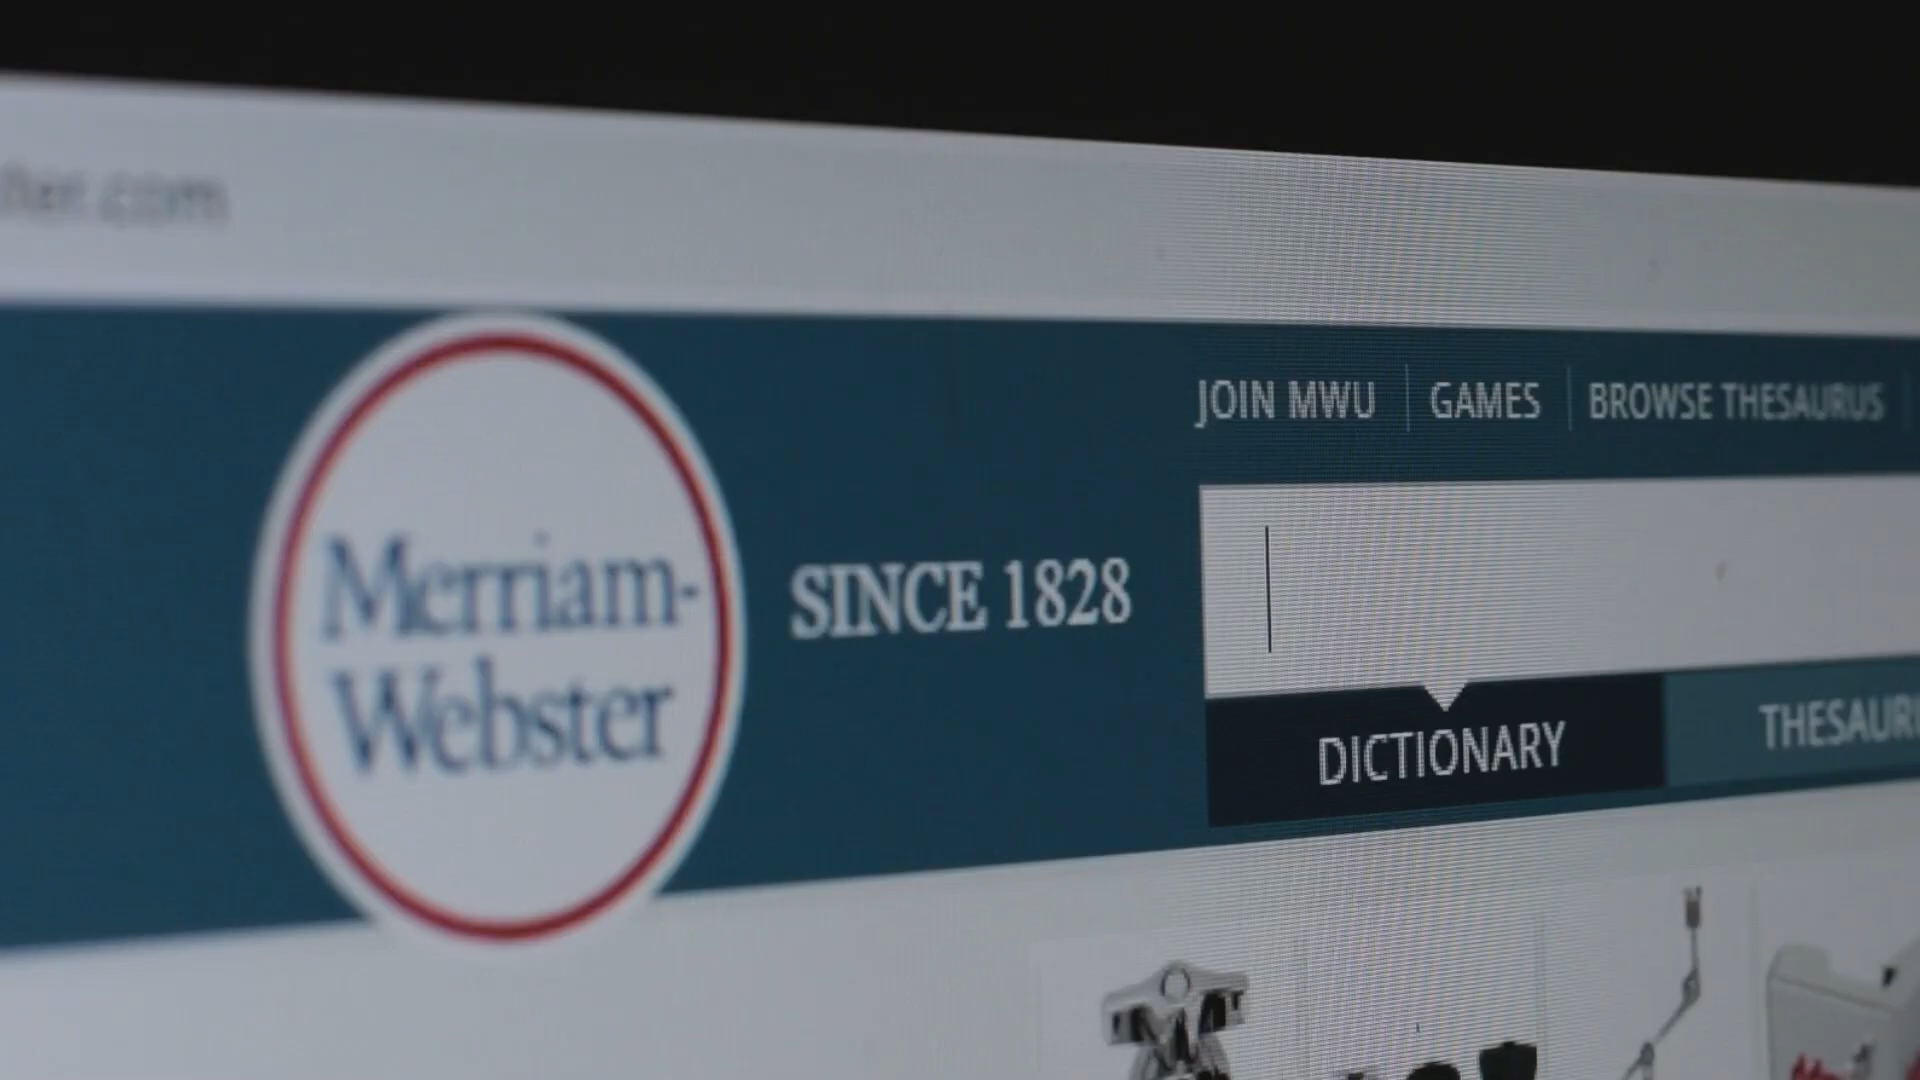 JOIN MWU GAMES BROWSE THESAURUS
Merriam-
Webster
SINCE 1828
DICTIONARY